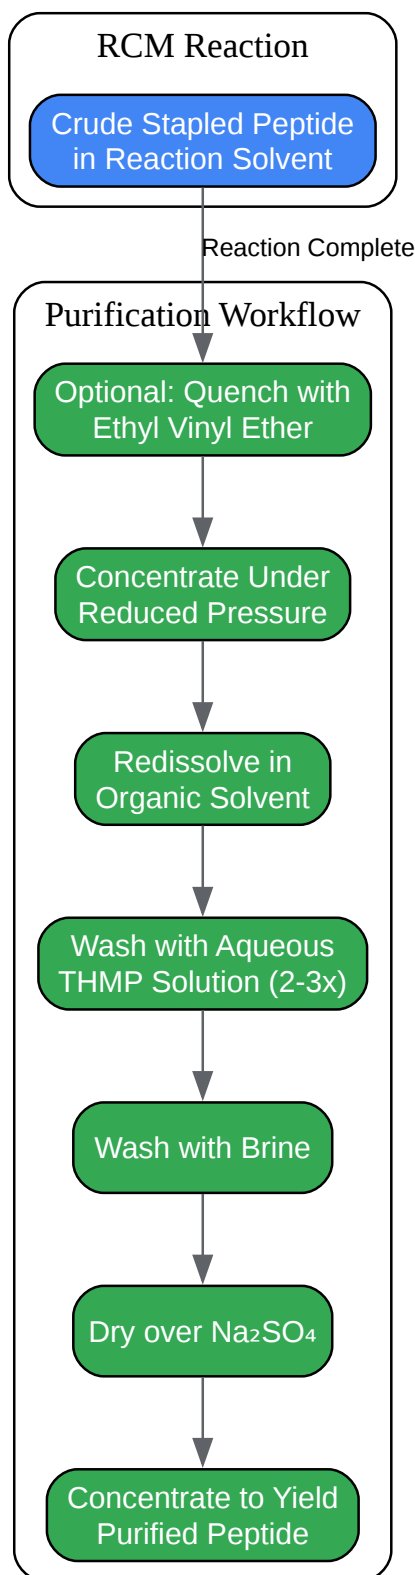 RCM Reaction
Crude Stapled Peptide
in Reaction Solvent
Reaction Complete
Purification Workflow
Optional: Quench with
Ethyl Vinyl Ether
Concentrate Under
Reduced Pressure
Redissolve in
Organic Solvent
Wash with Aqueous
THMP Solution (2-3x)
Wash with Brine
Dry over Na₂SO₄
Concentrate to Yield
Purified Peptide